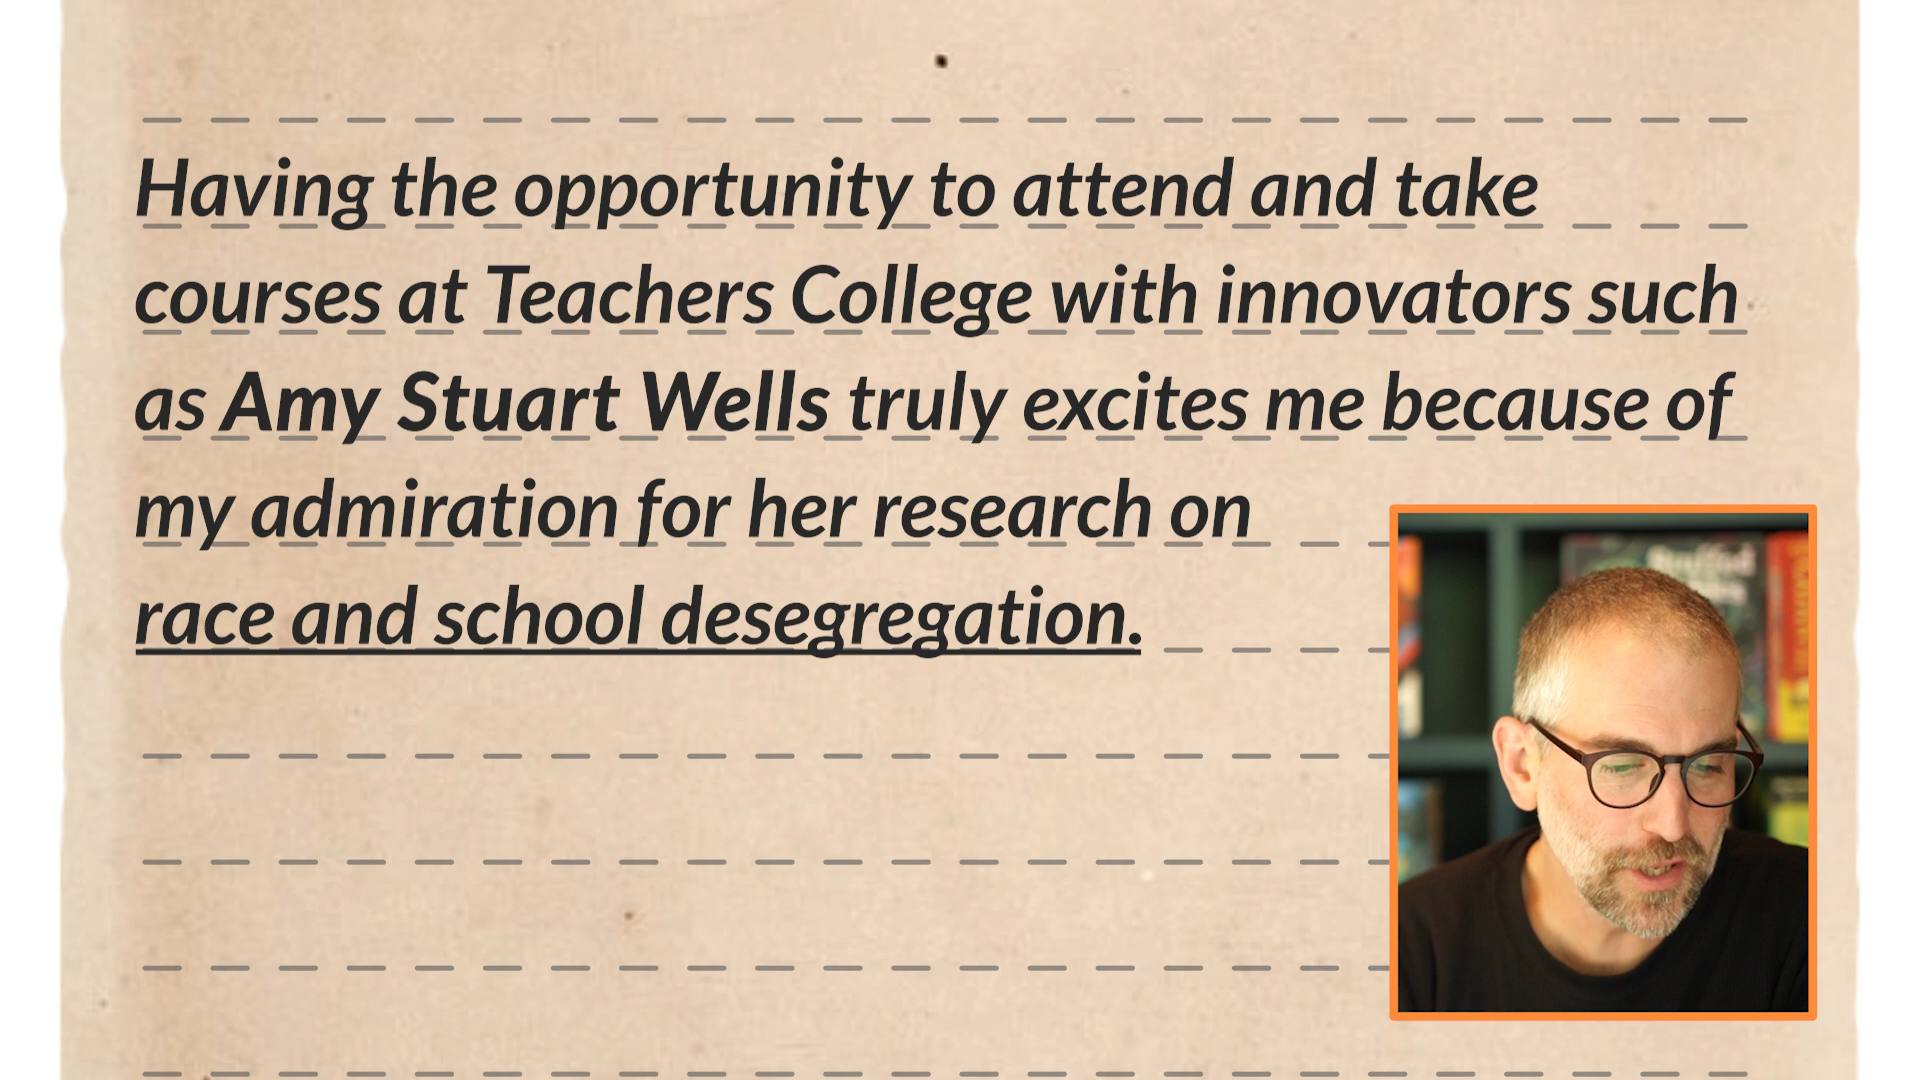 Having the opportunity to attend and take
courses at Teachers College with innovators such
as Amy Stuart Wells truly excites me because of
my admiration for her research on
race and school desegregation.